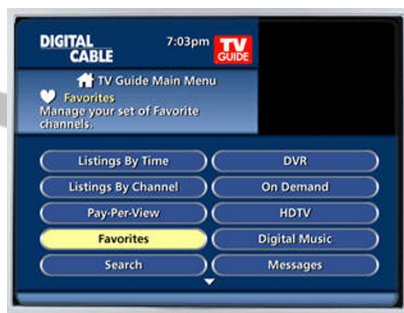 DIGITAL CABLE
7:03pm
TV GUIDE
TV Guide Main Menu
Favorites
Manage your set of Favorite
channels.
Listings By Time
DVR
Listings By Channel
On Demand
Pay-Per-View
HDTV
Favorites
Digital Music
Search
Messages